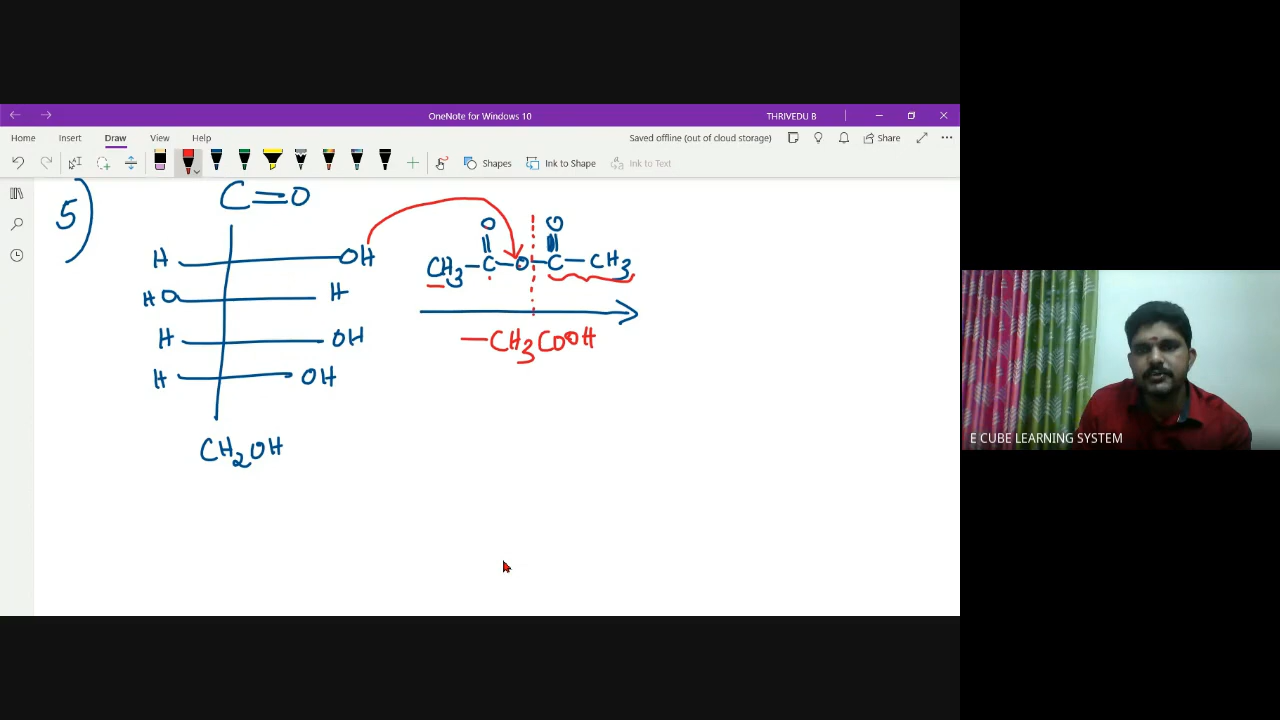 OneNote for Windows 10
THRIVEDU B
Home Insert Draw View Help
Saved offline (out of cloud storage)
Share
Shapes
Ink to Shape
Ink to Text
5)
C=O
H OH
HO H
H OH
H OH
CH2OH
O O
CH3-C-O-C-CH3
-CH3COOH
E CUBE LEARNING SYSTEM